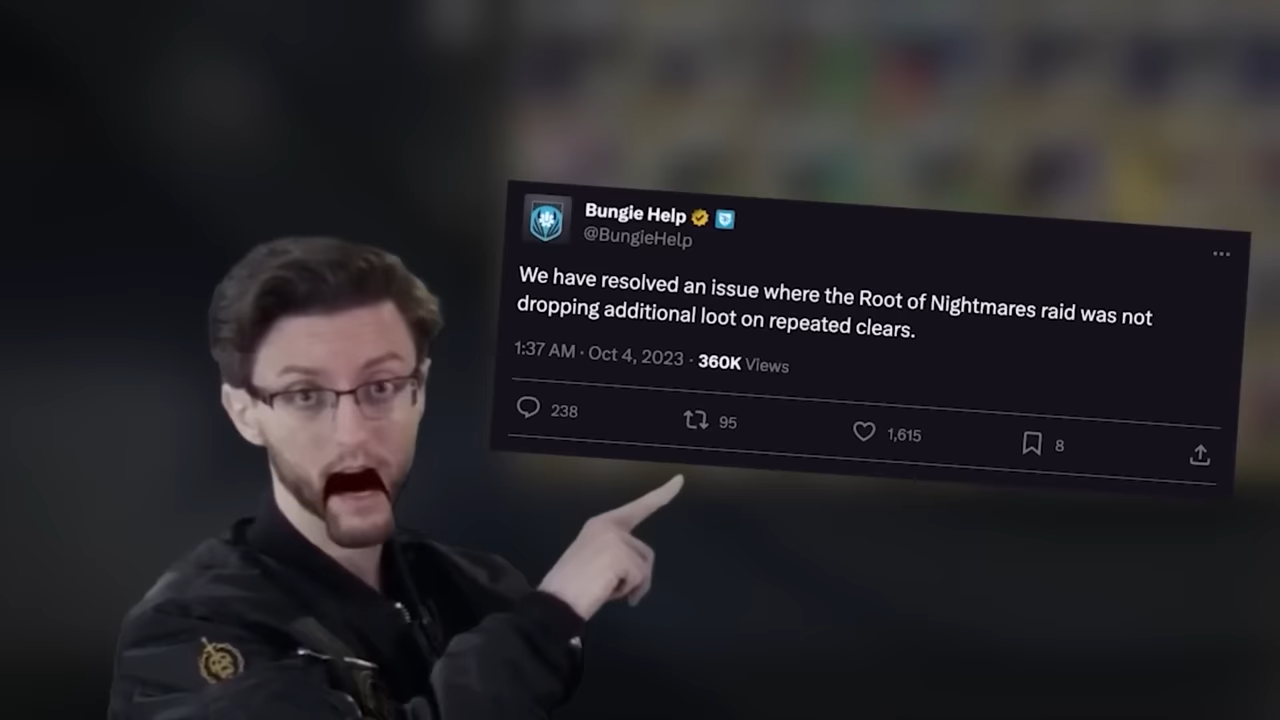 Bungie Help
@BungieHelp
We have resolved an issue where the Root of Nightmares raid was not
dropping additional loot on repeated clears.
1:37 AM · Oct 4, 2023 · 360K Views
238 95 1,615 8